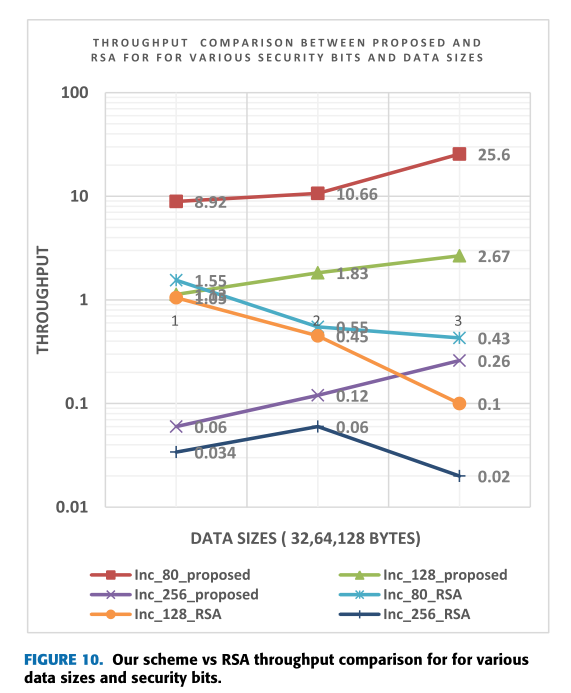 THROUGHPUT COMPARISON BETWEEN PROPOSED AND
RSA FOR FOR VARIOUS SECURITY BITS AND DATA SIZES
100
10
1
0.1
0.01
THROUGHPUT
8.92
10.66
25.6
1.55
1.13
1.05
1.83
2.67
1
2
3
0.55
0.45
0.43
0.26
0.06
0.12
0.1
0.034
0.06
0.02
DATA SIZES ( 32,64,128 BYTES)
Inc_80_proposed
Inc_128_proposed
Inc_256_proposed
Inc_80_RSA
Inc_128_RSA
Inc_256_RSA
FIGURE 10. Our scheme vs RSA throughput comparison for for various
data sizes and security bits.